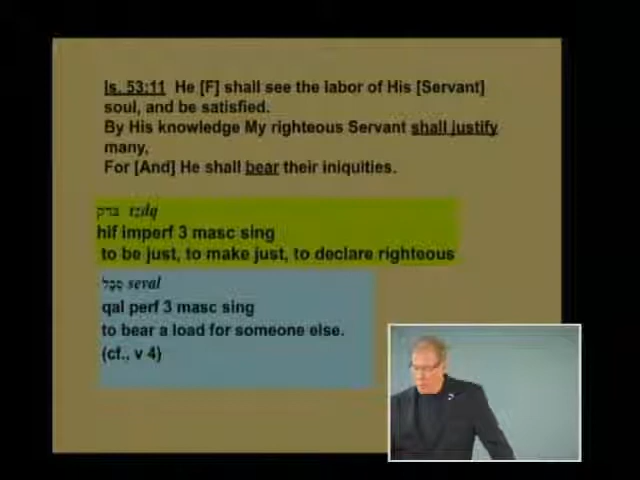 Is. 53:11 He [F] shall see the labor of His [Servant]
soul, and be satisfied.
By His knowledge My righteous Servant shall justify
many,
For [And] He shall bear their iniquities.
צדק tzdq
hif imperf 3 masc sing
to be just, to make just, to declare righteous
seval
qal perf 3 masc sing
to bear a load for someone else.
(cf., v 4)